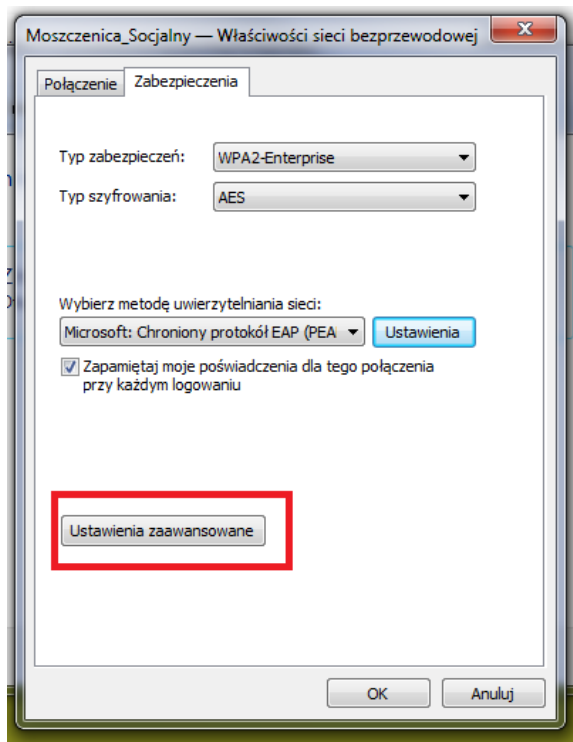 Moszczenica_Socjalny — Właściwości sieci bezprzewodowej
Połączenie Zabezpieczenia
Typ zabezpieczeń: WPA2-Enterprise
Typ szyfrowania: AES
Wybierz metodę uwierzytelniania sieci:
Microsoft: Chroniony protokół EAP (PEA Ustawienia
Zapamiętaj moje poświadczenia dla tego połączenia
przy każdym logowaniu
Ustawienia zaawansowane
OK Anuluj